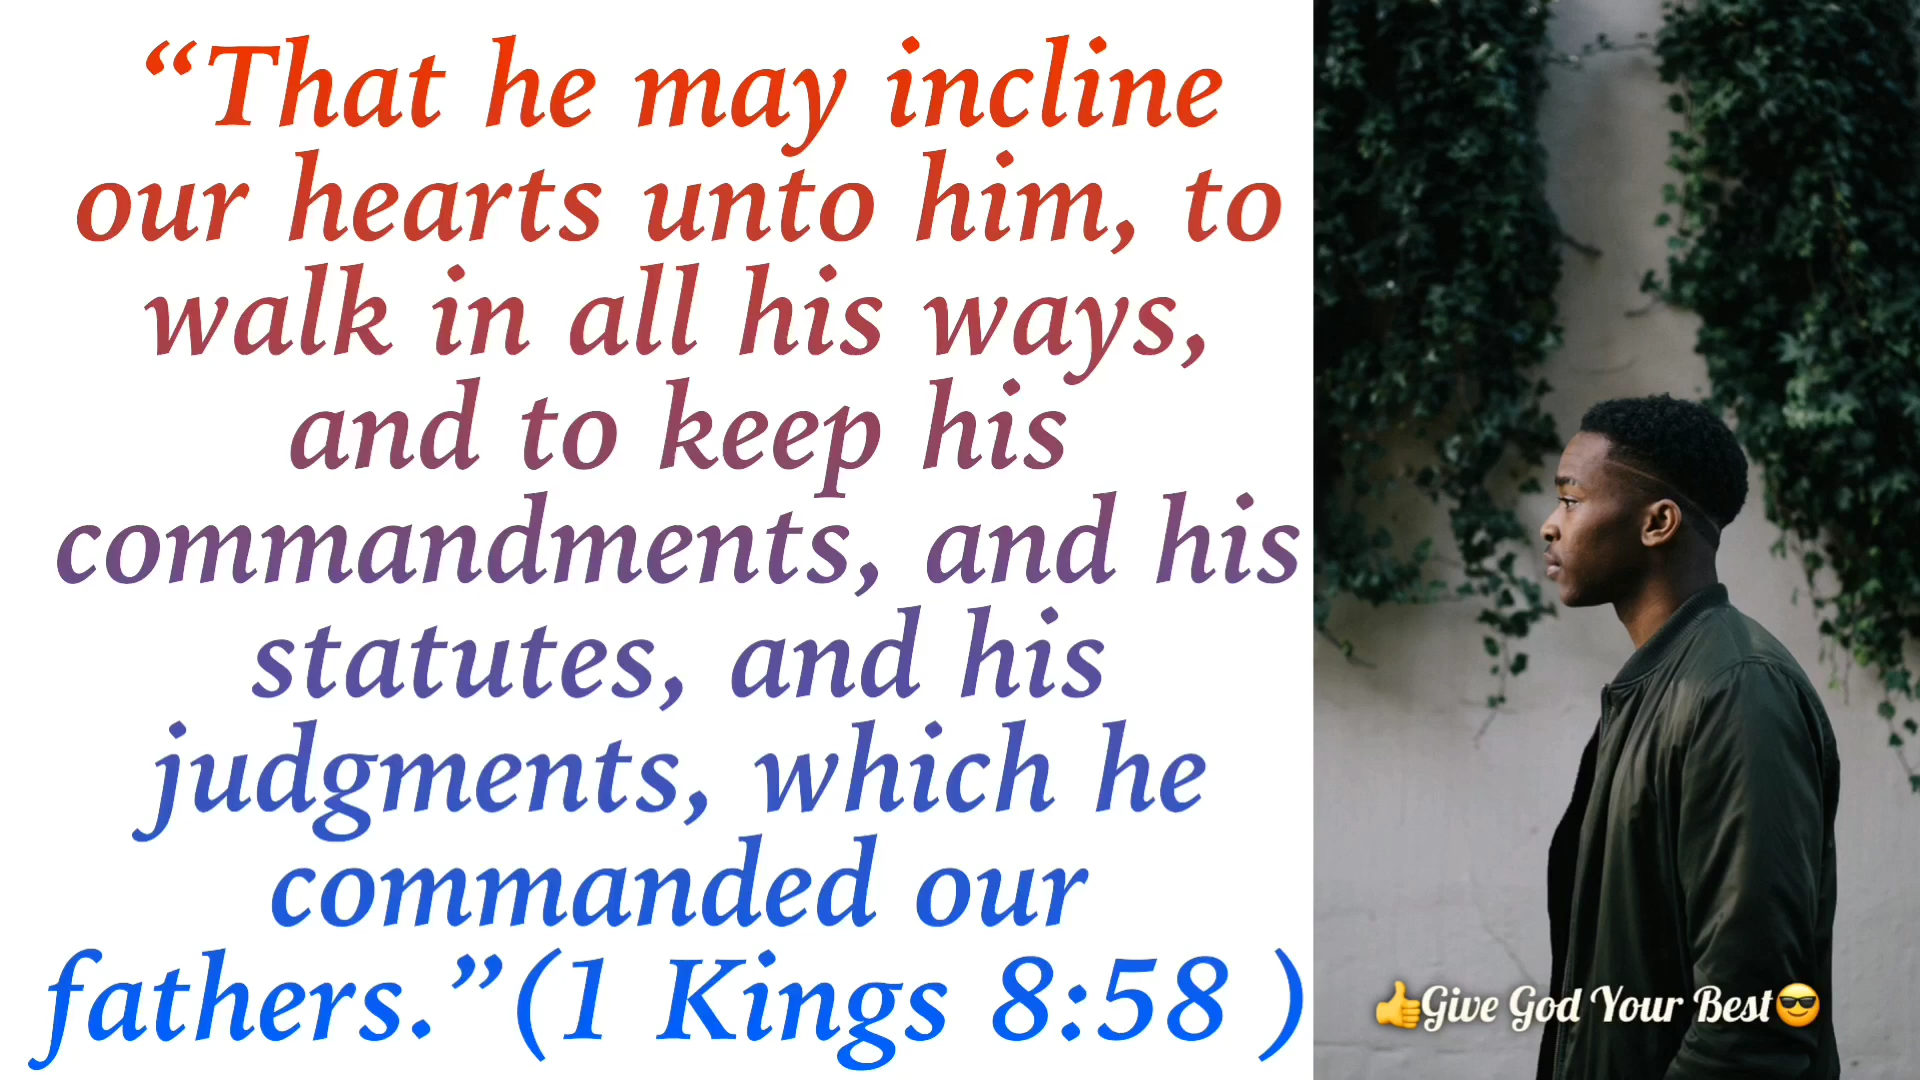 “That he may incline
our hearts unto him, to
walk in all his ways,
and to keep his
commandments, and his
statutes, and his
judgments, which he
commanded our
fathers.”(1 Kings 8:58 )
👍Give God Your Best😎